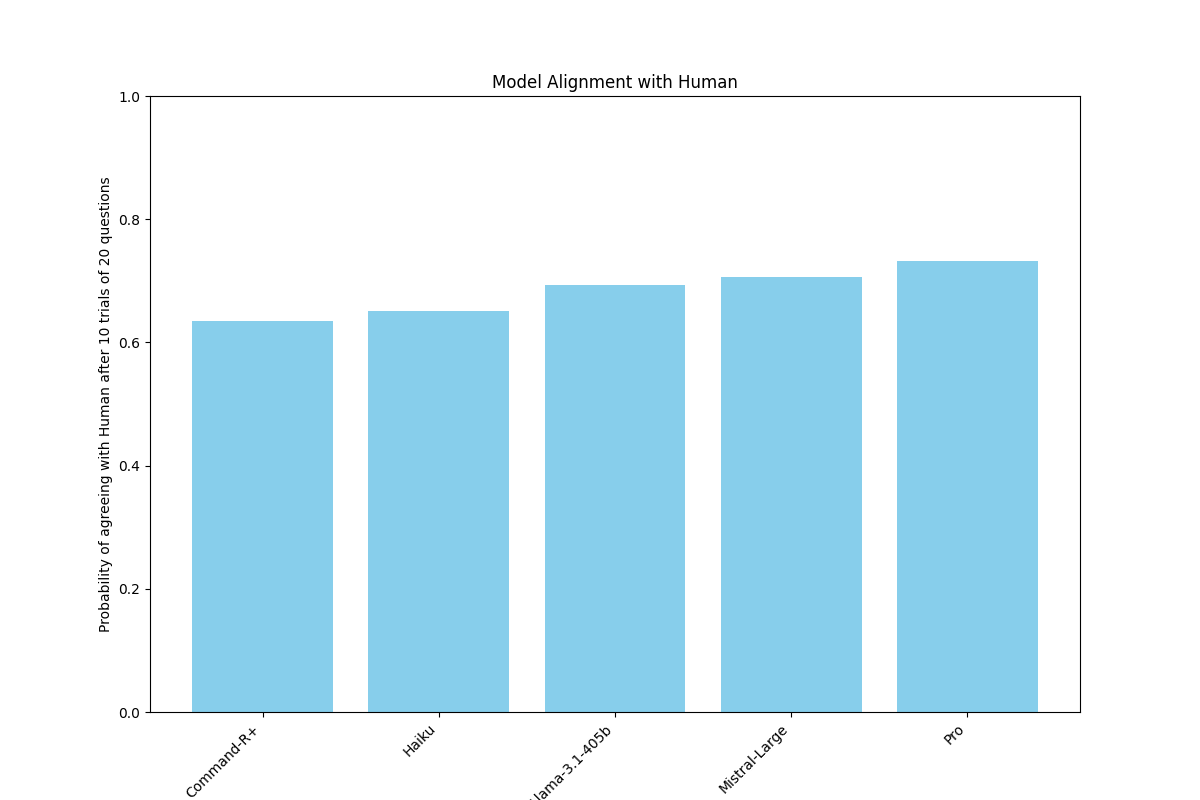 Model Alignment with Human
Probability of agreeing with Human after 10 trials of 20 questions
1.0
0.8
0.6
0.4
0.2
0.0
Command-R+
Haiku
lama-3.1-405b
Mistral-Large
Pro